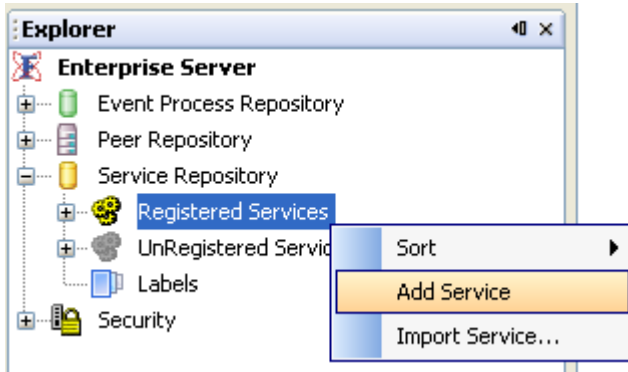 Explorer
Enterprise Server
Event Process Repository
Peer Repository
Service Repository
Registered Services
UnRegistered Servic
Sort
Labels
Add Service
Security
Import Service...